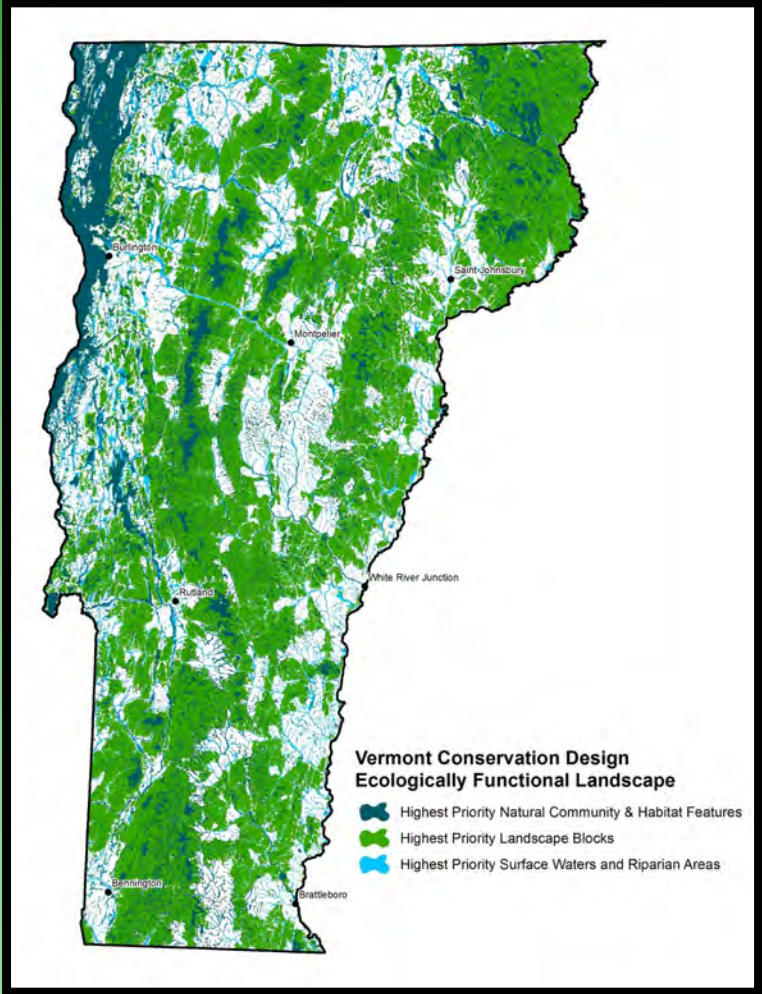 Burlington
Saint Johnsbury
Montpelier
White River Junction
Rutland
Vermont Conservation Design
Ecologically Functional Landscape
Highest Priority Natural Community & Habitat Features
Highest Priority Landscape Blocks
Highest Priority Surface Waters and Riparian Areas
Bennington
Brattleboro